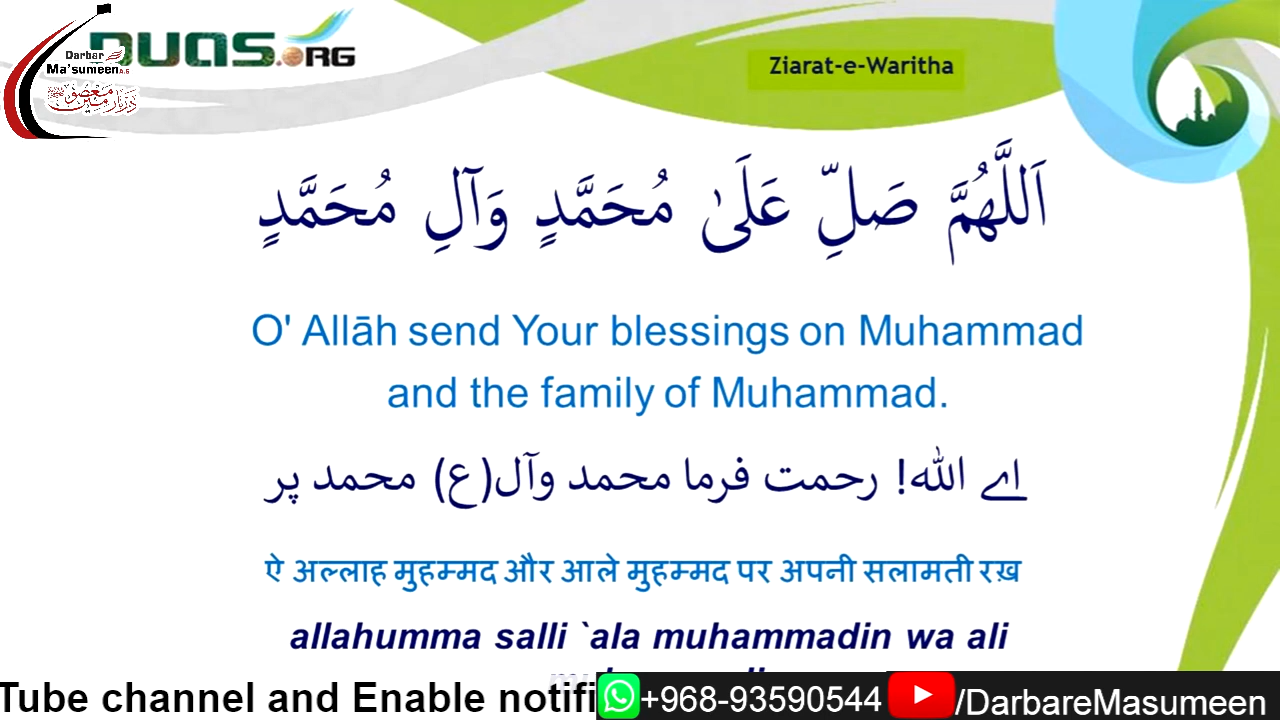 DUAS.ORG
Darbar
Ma'sumeen A.S
Ziarat-e-Waritha
اَللَّهُمَّ صَلِّ عَلَىٰ مُحَمَّدٍ وَآلِ مُحَمَّدٍ
O' Allāh send Your blessings on Muhammad
and the family of Muhammad.
اے اللہ! رحمت فرما محمد وآل(ع) محمد پر
ऐ अल्लाह मुहम्मद और आले मुहम्मद पर अपनी सलामती रख़
allahumma salli `ala muhammadin wa ali
Tube channel and Enable notifi
+968-93590544
/DarbareMasumeen